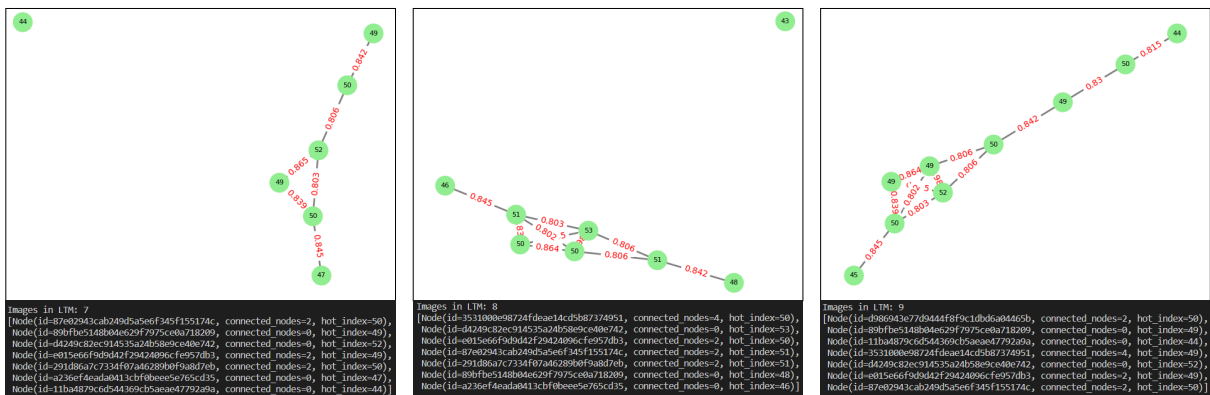 44
49
0.842
50
0.806
52
0.865
0.803
49
0.839
50
0.845
47
Images in LTM: 7
[Node(id=87e02943cab249d5a5e6f345f155174c, connected_nodes=2, hot_index=50),
Node(id=89bfbe5148b04e629f7975ce0a718209, connected_nodes=0, hot_index=49),
Node(id=d4249c82ec914535a24b58e9ce40e742, connected_nodes=0, hot_index=52),
Node(id=e015e66f9d9d42f29424096cfe957db3, connected_nodes=2, hot_index=49),
Node(id=291d86a7c7334f07a46289b0f9a8d7eb, connected_nodes=2, hot_index=50),
Node(id=a236ef4eada0413cbf0beee5e765cd35, connected_nodes=0, hot_index=47),
Node(id=11ba4879c6d544369cb5aeae47792a9a, connected_nodes=0, hot_index=44)]
43
46
0.845
51
0.803
53
0.802
5
50
0.864
50
0.806
0.806
51
0.842
48
Images in LTM: 8
[Node(id=3531000e98724fdeae14cd5b87374951, connected_nodes=4, hot_index=50),
Node(id=d4249c82ec914535a24b58e9ce40e742, connected_nodes=0, hot_index=53),
Node(id=e015e66f9d9d42f29424096cfe957db3, connected_nodes=2, hot_index=50),
Node(id=87e02943cab249d5a5e6f345f155174c, connected_nodes=2, hot_index=51),
Node(id=291d86a7c7334f07a46289b0f9a8d7eb, connected_nodes=2, hot_index=51),
Node(id=89bfbe5148b04e629f7975ce0a718209, connected_nodes=0, hot_index=48),
Node(id=a236ef4eada0413cbf0beee5e765cd35, connected_nodes=0, hot_index=46)]
44
0.815
50
0.83
49
0.842
50
0.806
49
0.806
0.864
49
5
52
0.802
0.839
0.803
50
0.845
45
Images in LTM: 9
[Node(id=d986943e77d9444f8f9c1dbd6a04465b, connected_nodes=2, hot_index=50),
Node(id=89bfbe5148b04e629f7975ce0a718209, connected_nodes=0, hot_index=49),
Node(id=11ba4879c6d544369cb5aeae47792a9a, connected_nodes=0, hot_index=44),
Node(id=3531000e98724fdeae14cd5b87374951, connected_nodes=4, hot_index=49),
Node(id=d4249c82ec914535a24b58e9ce40e742, connected_nodes=0, hot_index=52),
Node(id=e015e66f9d9d42f29424096cfe957db3, connected_nodes=2, hot_index=49),
Node(id=87e02943cab249d5a5e6f345f155174c, connected_nodes=2, hot_index=50)]